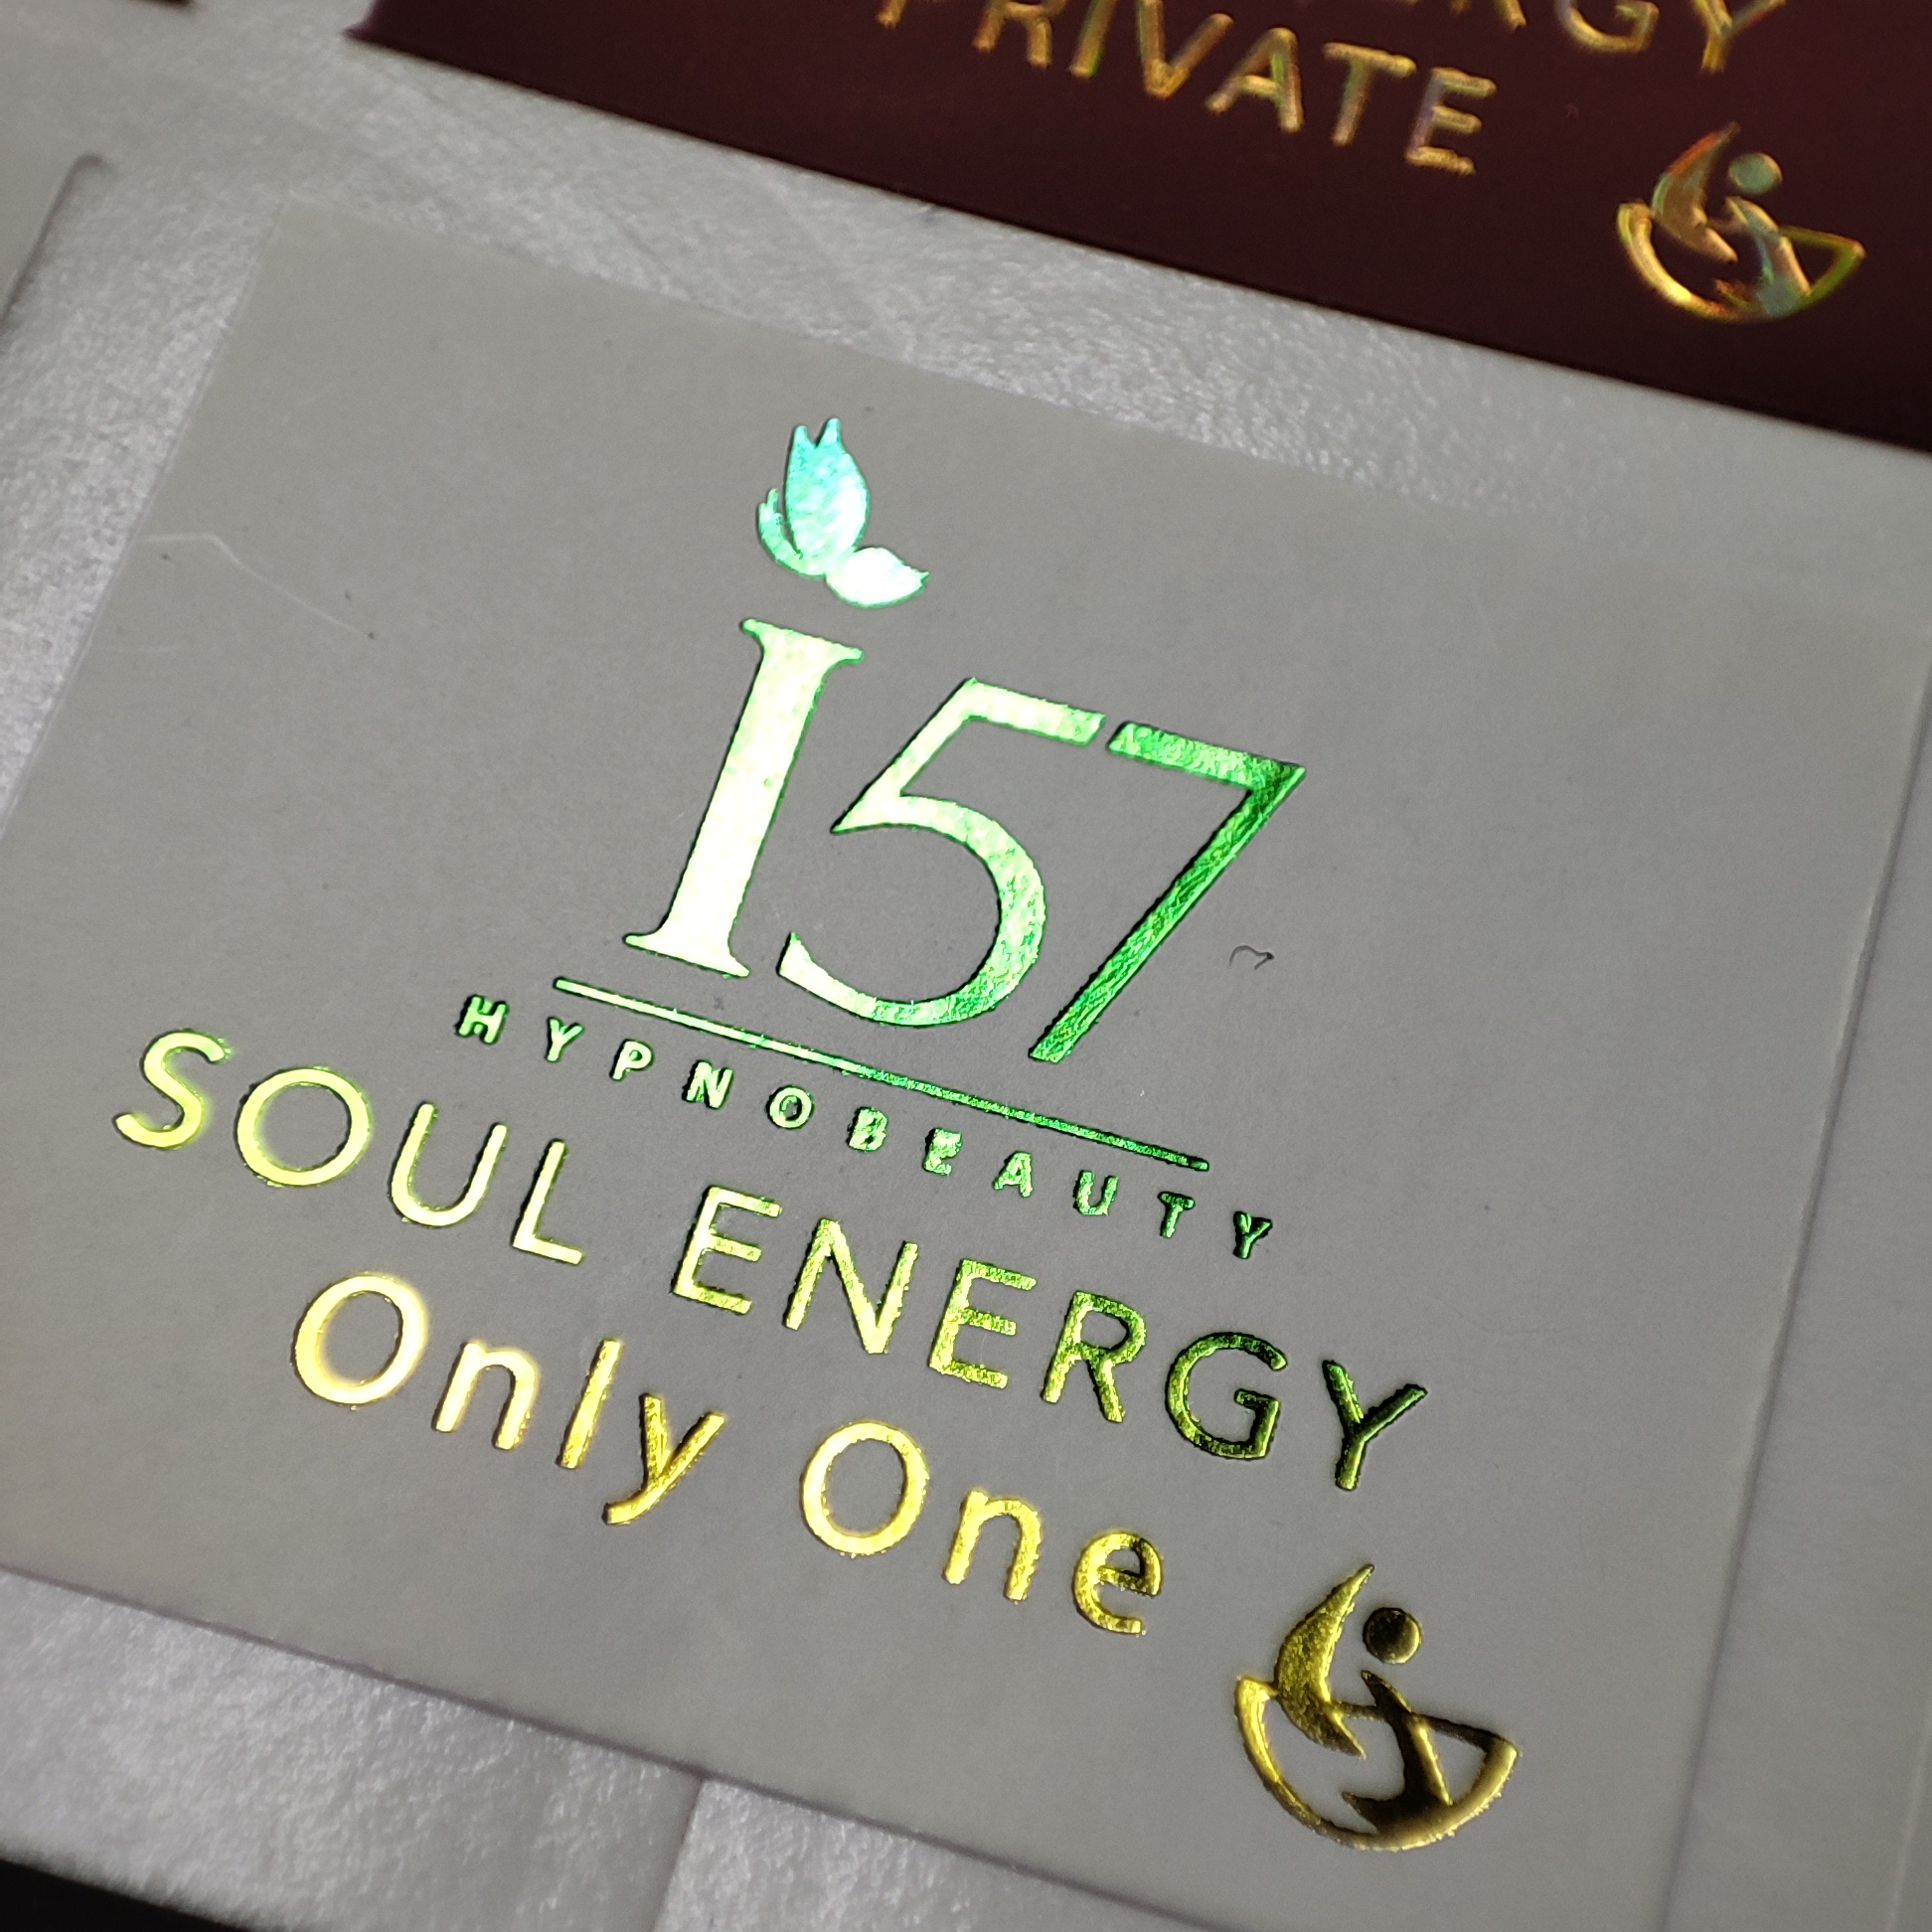 PRIVATE
i57
HYPNOBEAUTY
SOUL ENERGY
Only One